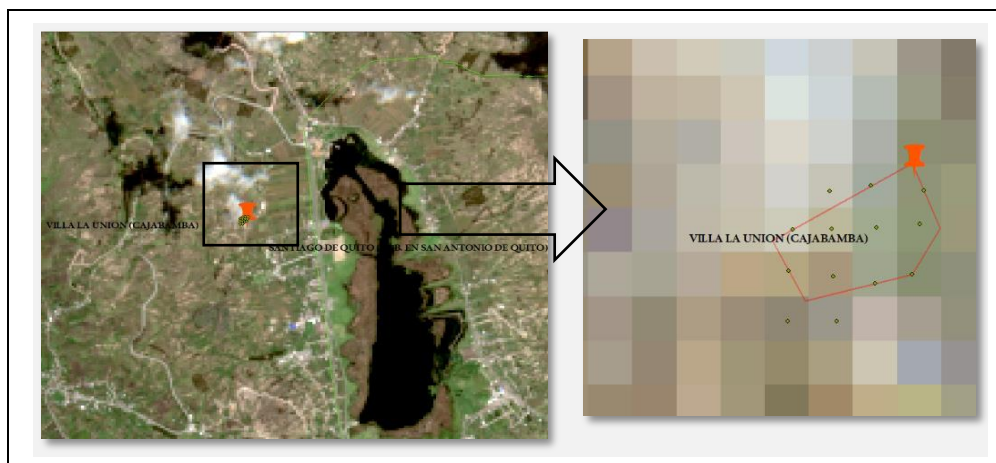 VILLA LA UNION (CAJABAMBA)
SANTIAGO DE QUITO EN SAN ANTONIO DE QUITO)
VILLA LA UNION (CAJABAMBA)